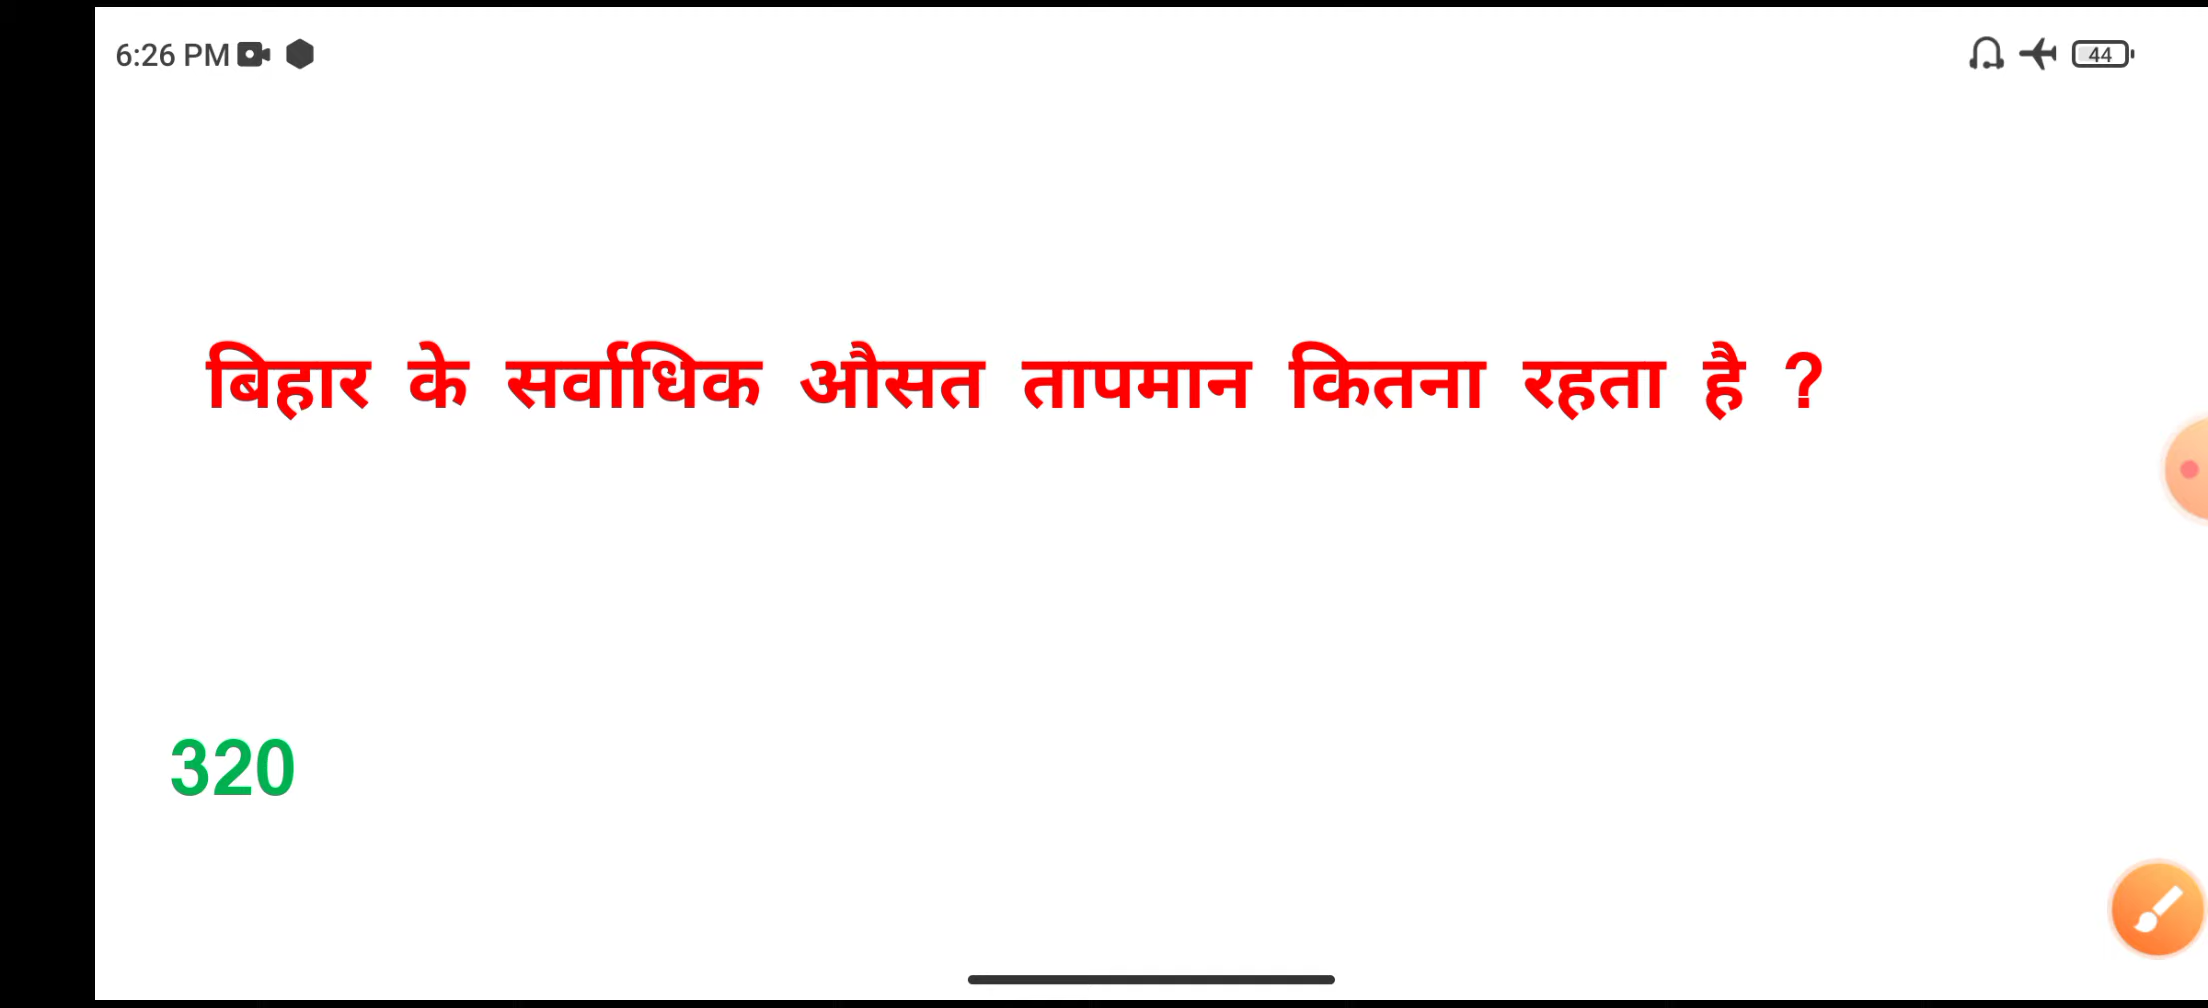 6:26 PM
44
बिहार के सर्वाधिक औसत तापमान कितना रहता है ?
320